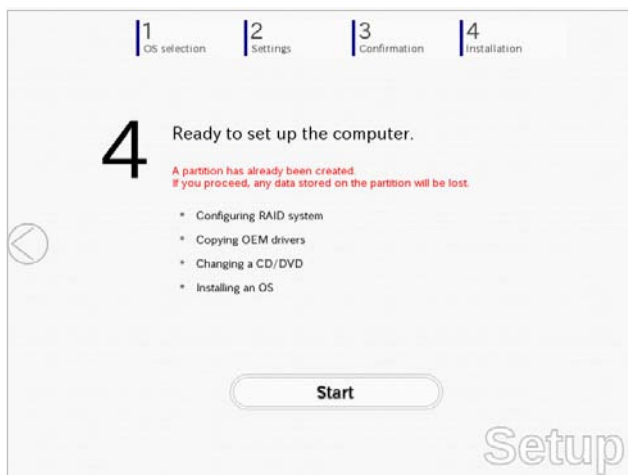 1
OS selection
2
Settings
3
Confirmation
4
Installation
4
Ready to set up the computer.
A partition has already been created.
If you proceed, any data stored on the partition will be lost.
* Configuring RAID system
* Copying OEM drivers
* Changing a CD/DVD
* Installing an OS
Start
Setup